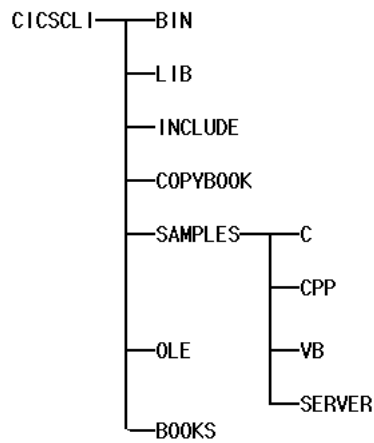 CICSCLI BIN
LIB
INCLUDE
COPYBOOK
SAMPLES C
CPP
OLE VB
SERVER
BOOKS